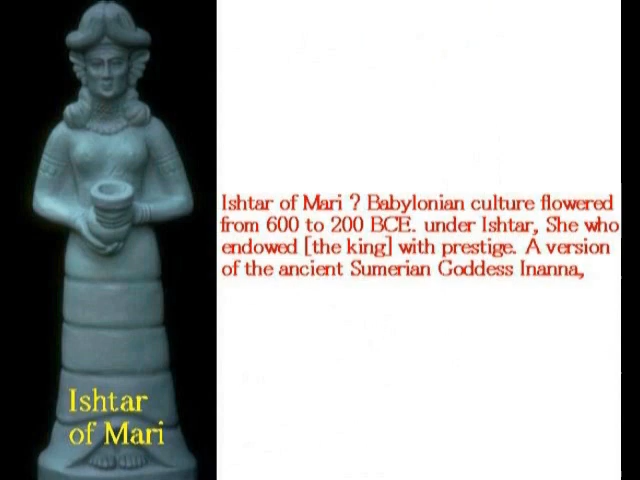 Ishtar of Mari ? Babylonian culture flowered
from 600 to 200 BCE. under Ishtar, She who
endowed [the king] with prestige. A version
of the ancient Sumerian Goddess Inanna,
Ishtar
of Mari